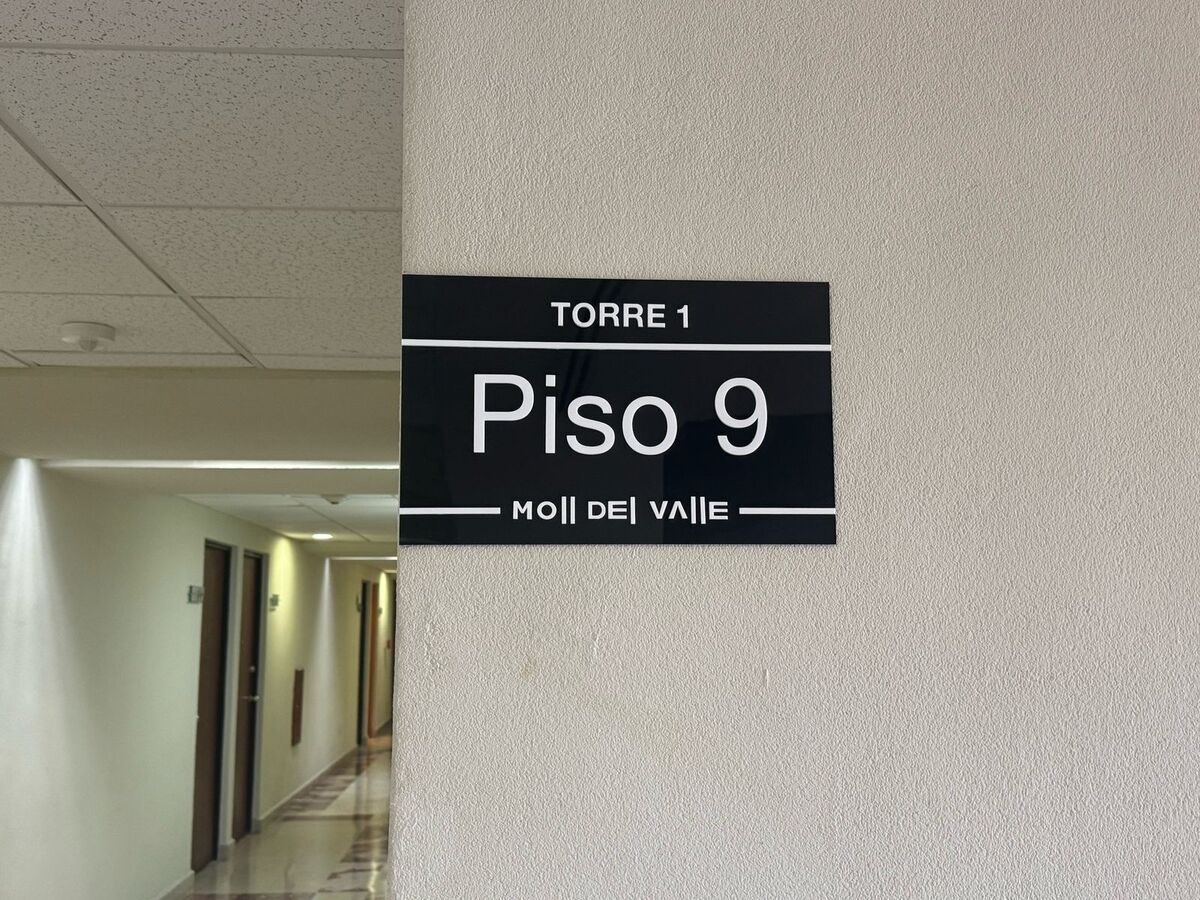 TORRE 1
Piso 9
MOll DEl VAllE